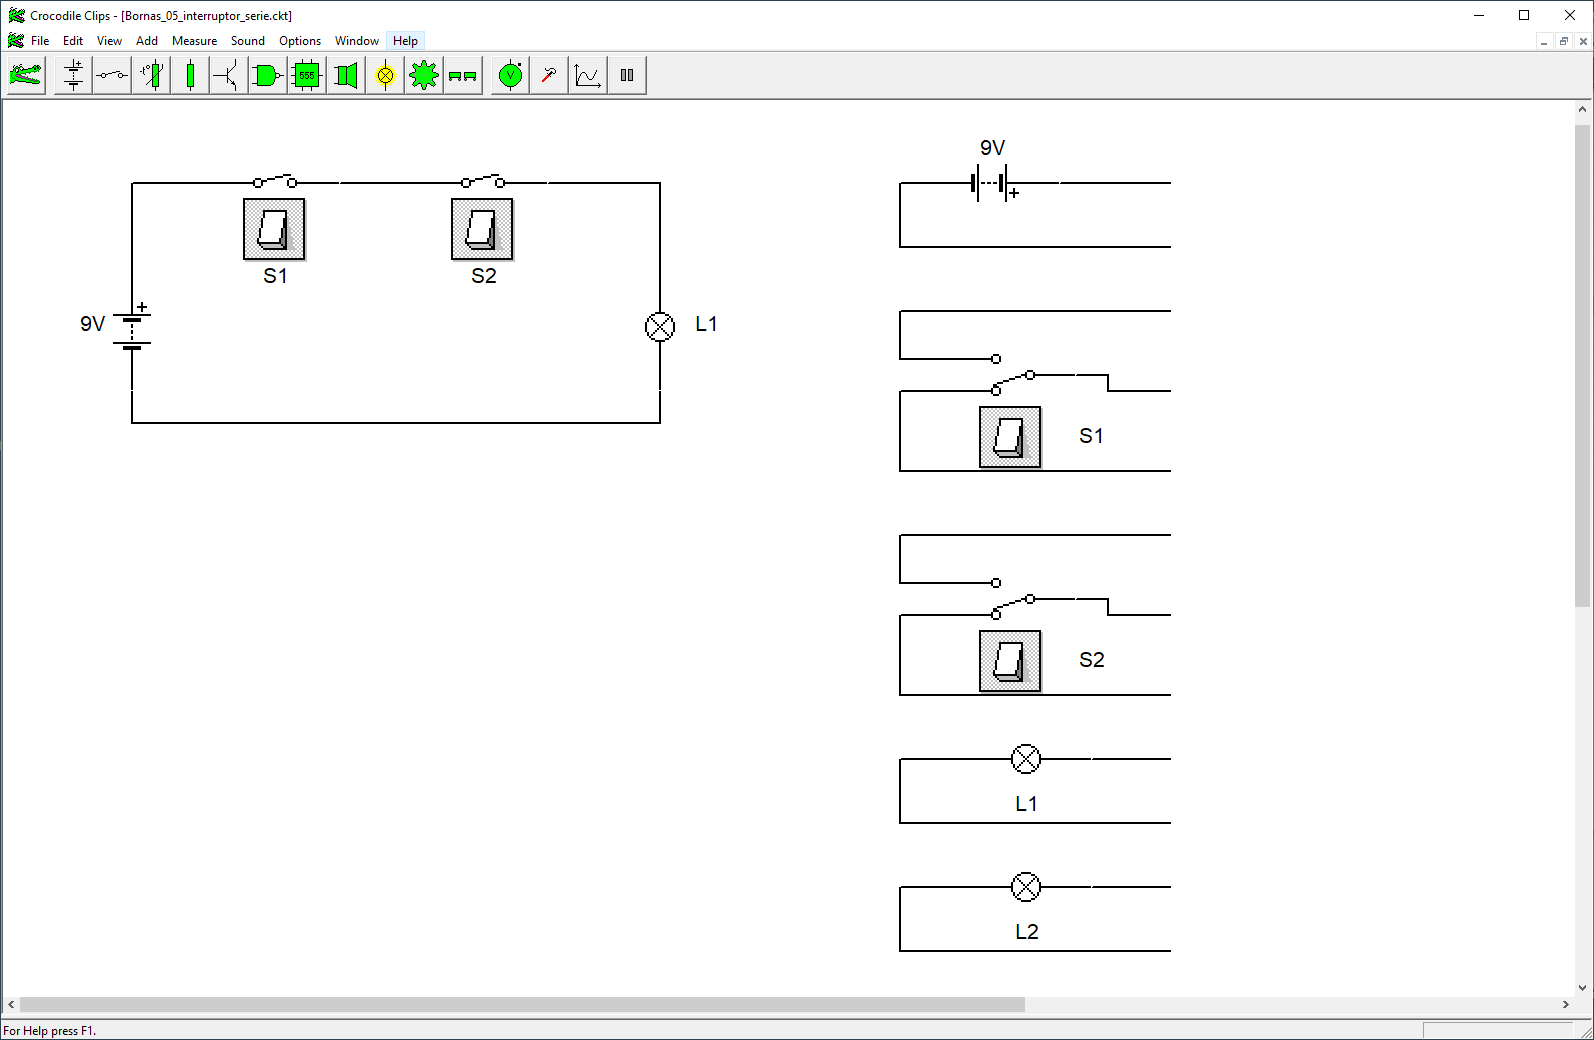 Crocodile Clips - [Bornas_05_interruptor_serie.ckt]
File Edit View Add Measure Sound Options Window Help
555 V
9V
S1 S2
9V L1
S1
S2
L1
L2
For Help press F1.